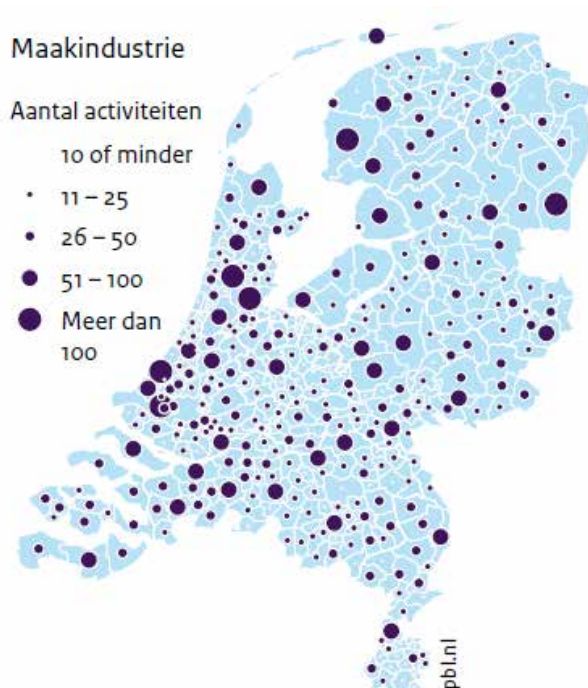 Maakindustrie
Aantal activiteiten
10 of minder
11 – 25
26 – 50
51 – 100
Meer dan
100
pbl.nl